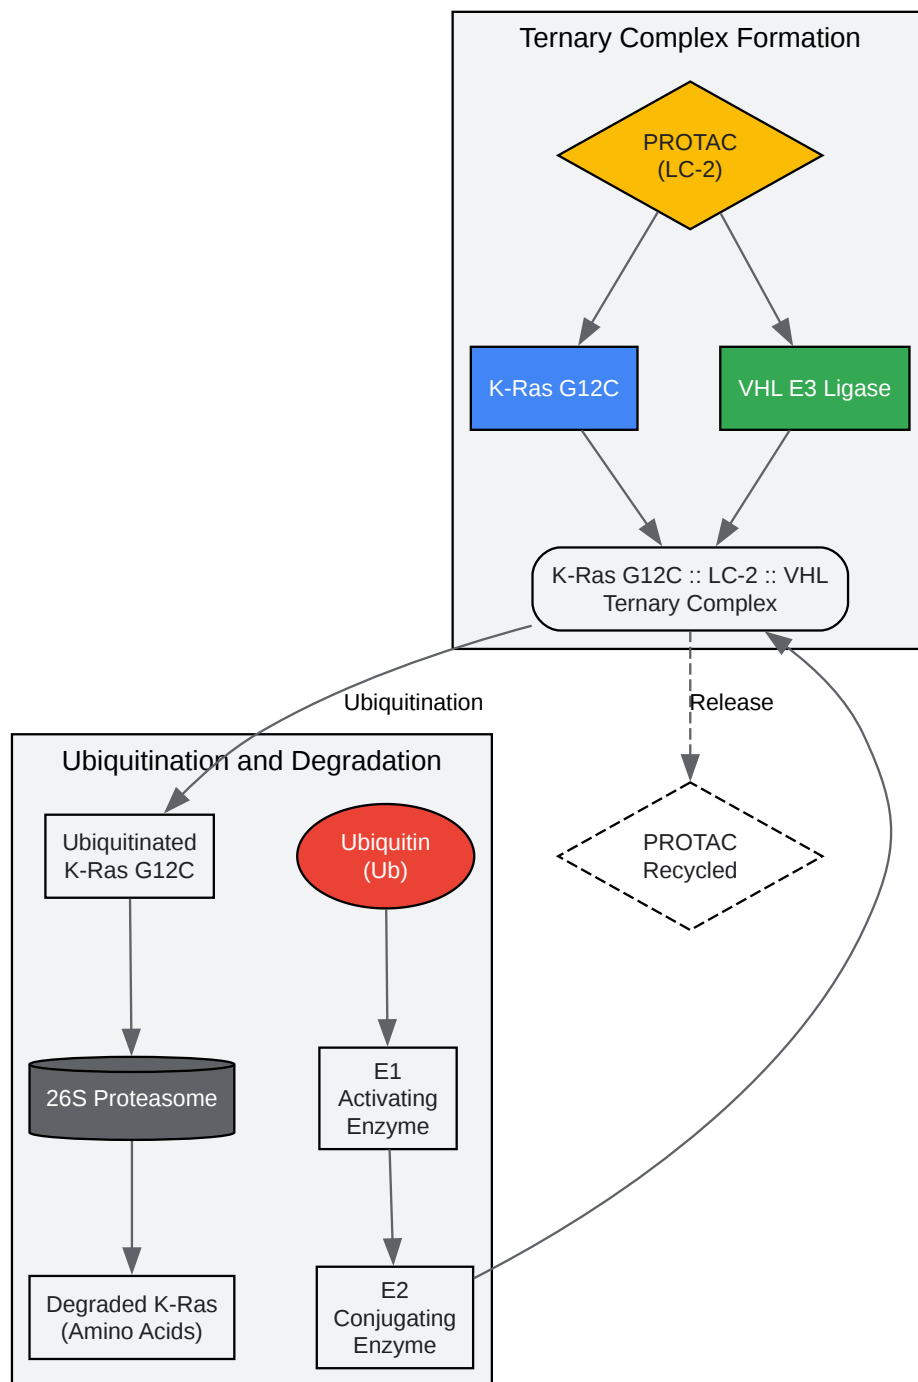 Ternary Complex Formation
PROTAC
(LC-2)
K-Ras G12C
VHL E3 Ligase
K-Ras G12C :: LC-2 :: VHL
Ternary Complex
Ubiquitination
Release
Ubiquitination and Degradation
Ubiquitinated
K-Ras G12C
Ubiquitin
(Ub)
PROTAC
Recycled
26S Proteasome
E1
Activating
Enzyme
Degraded K-Ras
(Amino Acids)
E2
Conjugating
Enzyme